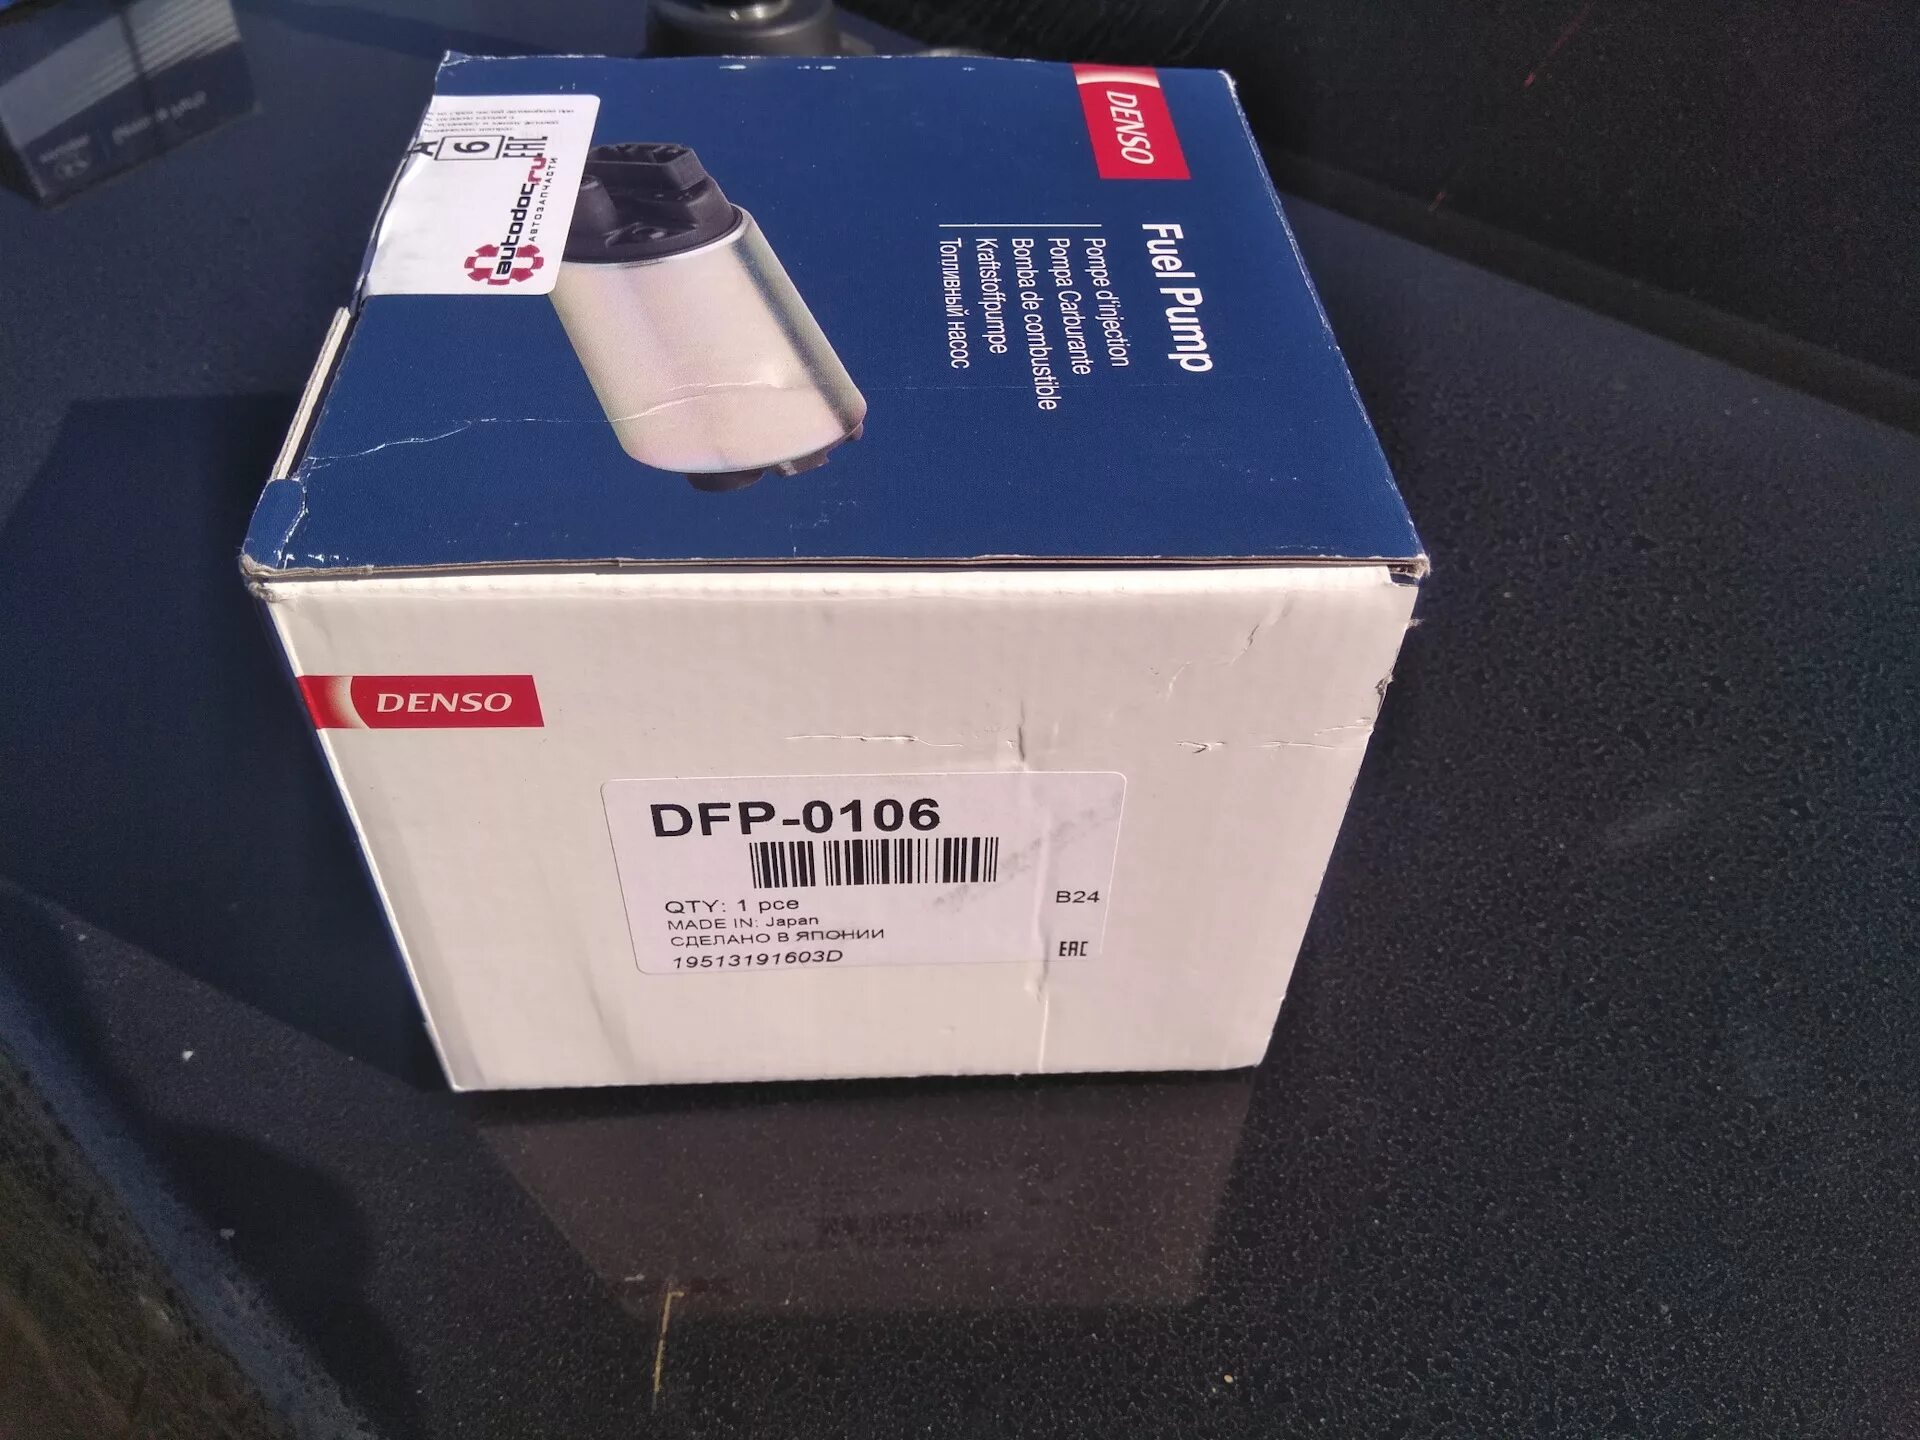 DENSO
Fuel Pump
Pompe d'injection
Pompa Carburante
Bomba de combustible
Kraftstoffpumpe
Топливный насос
6
EAC
autodoc.ru
АВТОЗАПЧАСТИ
DENSO
DFP-0106
QTY: 1 pce
B24
MADE IN: Japan
СДЕЛАНО В ЯПОНИИ
EAC
19513191603D